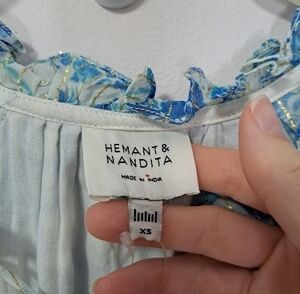 HEMANT &
NANDITA
MADE IN INDIA
XS